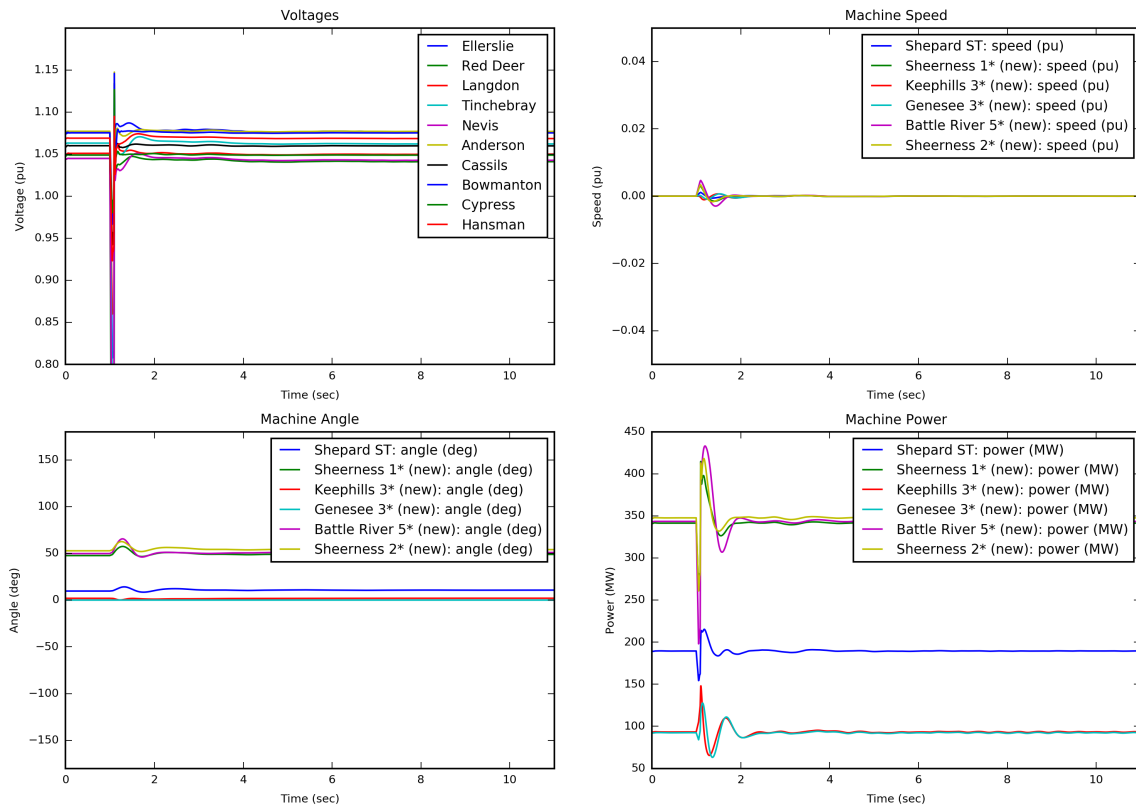 Voltages
1.15
1.10
1.05
1.00
0.95
0.90
0.85
0.80
Voltage (pu)
0 2 4 6 8 10
Time (sec)
Ellerslie
Red Deer
Langdon
Tinchebray
Nevis
Anderson
Cassils
Bowmanton
Cypress
Hansman
Machine Speed
0.04
0.02
0.00
−0.02
−0.04
Speed (pu)
0 2 4 6 8 10
Time (sec)
Shepard ST: speed (pu)
Sheerness 1* (new): speed (pu)
Keephills 3* (new): speed (pu)
Genesee 3* (new): speed (pu)
Battle River 5* (new): speed (pu)
Sheerness 2* (new): speed (pu)
Machine Angle
150
100
50
0
−50
−100
−150
Angle (deg)
0 2 4 6 8 10
Time (sec)
Shepard ST: angle (deg)
Sheerness 1* (new): angle (deg)
Keephills 3* (new): angle (deg)
Genesee 3* (new): angle (deg)
Battle River 5* (new): angle (deg)
Sheerness 2* (new): angle (deg)
Machine Power
450
400
350
300
250
200
150
100
50
Power (MW)
0 2 4 6 8 10
Time (sec)
Shepard ST: power (MW)
Sheerness 1* (new): power (MW)
Keephills 3* (new): power (MW)
Genesee 3* (new): power (MW)
Battle River 5* (new): power (MW)
Sheerness 2* (new): power (MW)